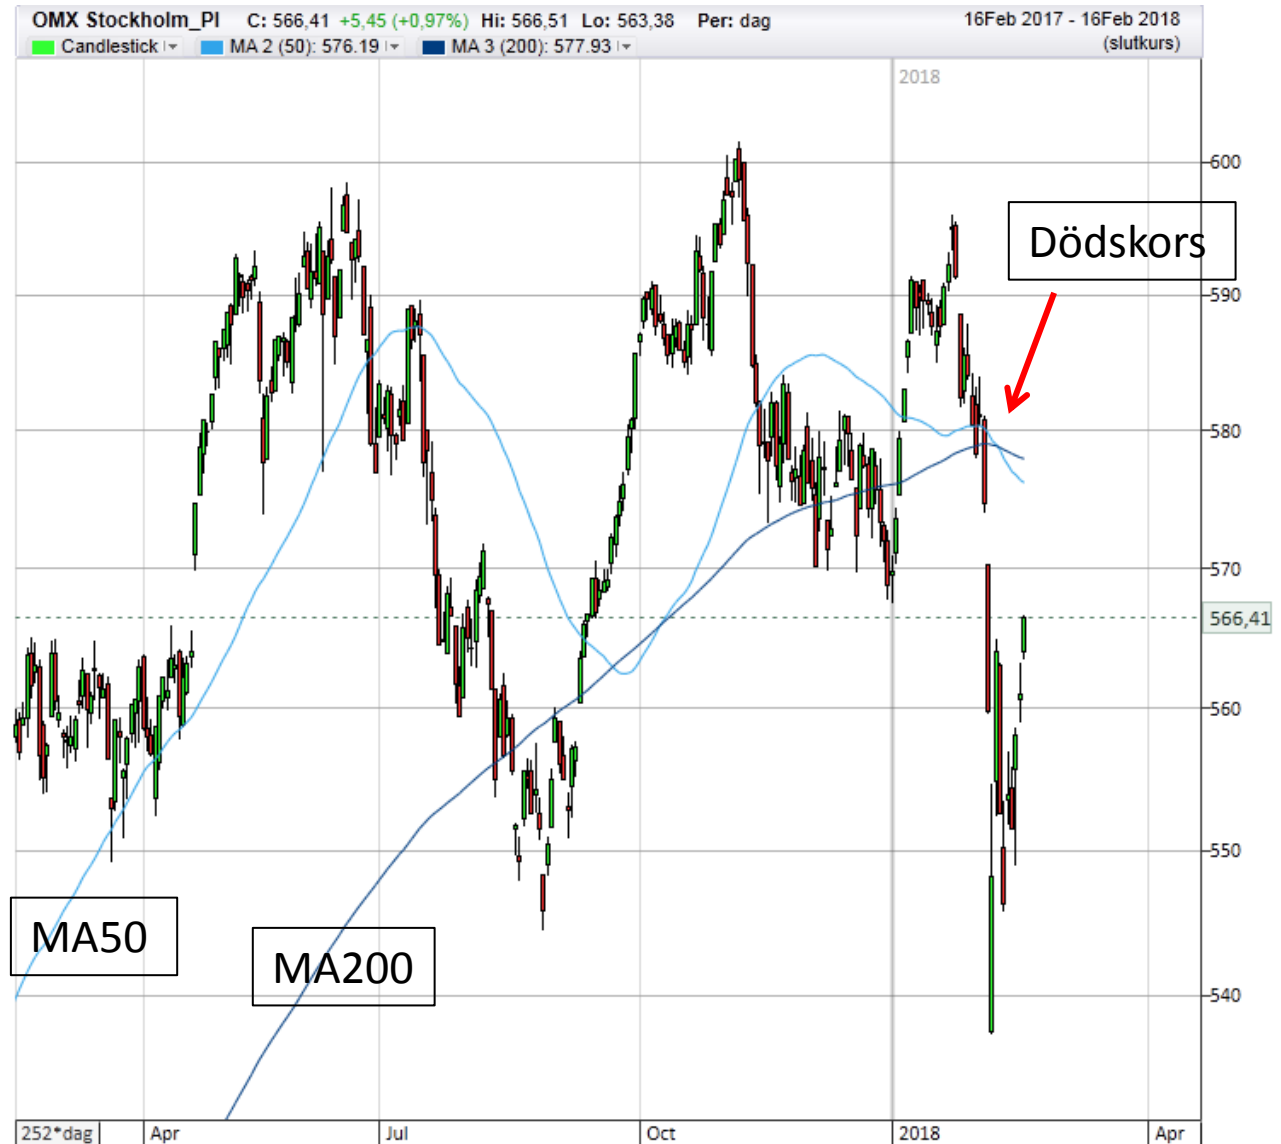 OMX Stockholm_PI C: 566,41 +5,45 (+0,97%) Hi: 566,51 Lo: 563,38 Per: dag 16Feb 2017 - 16Feb 2018
Candlestick MA 2 (50): 576.19 MA 3 (200): 577.93 (slutkurs)
2018
600
Dödskors
590
580
570
566,41
560
550
MA50
MA200
540
252*dag Apr Jul Oct 2018 Apr